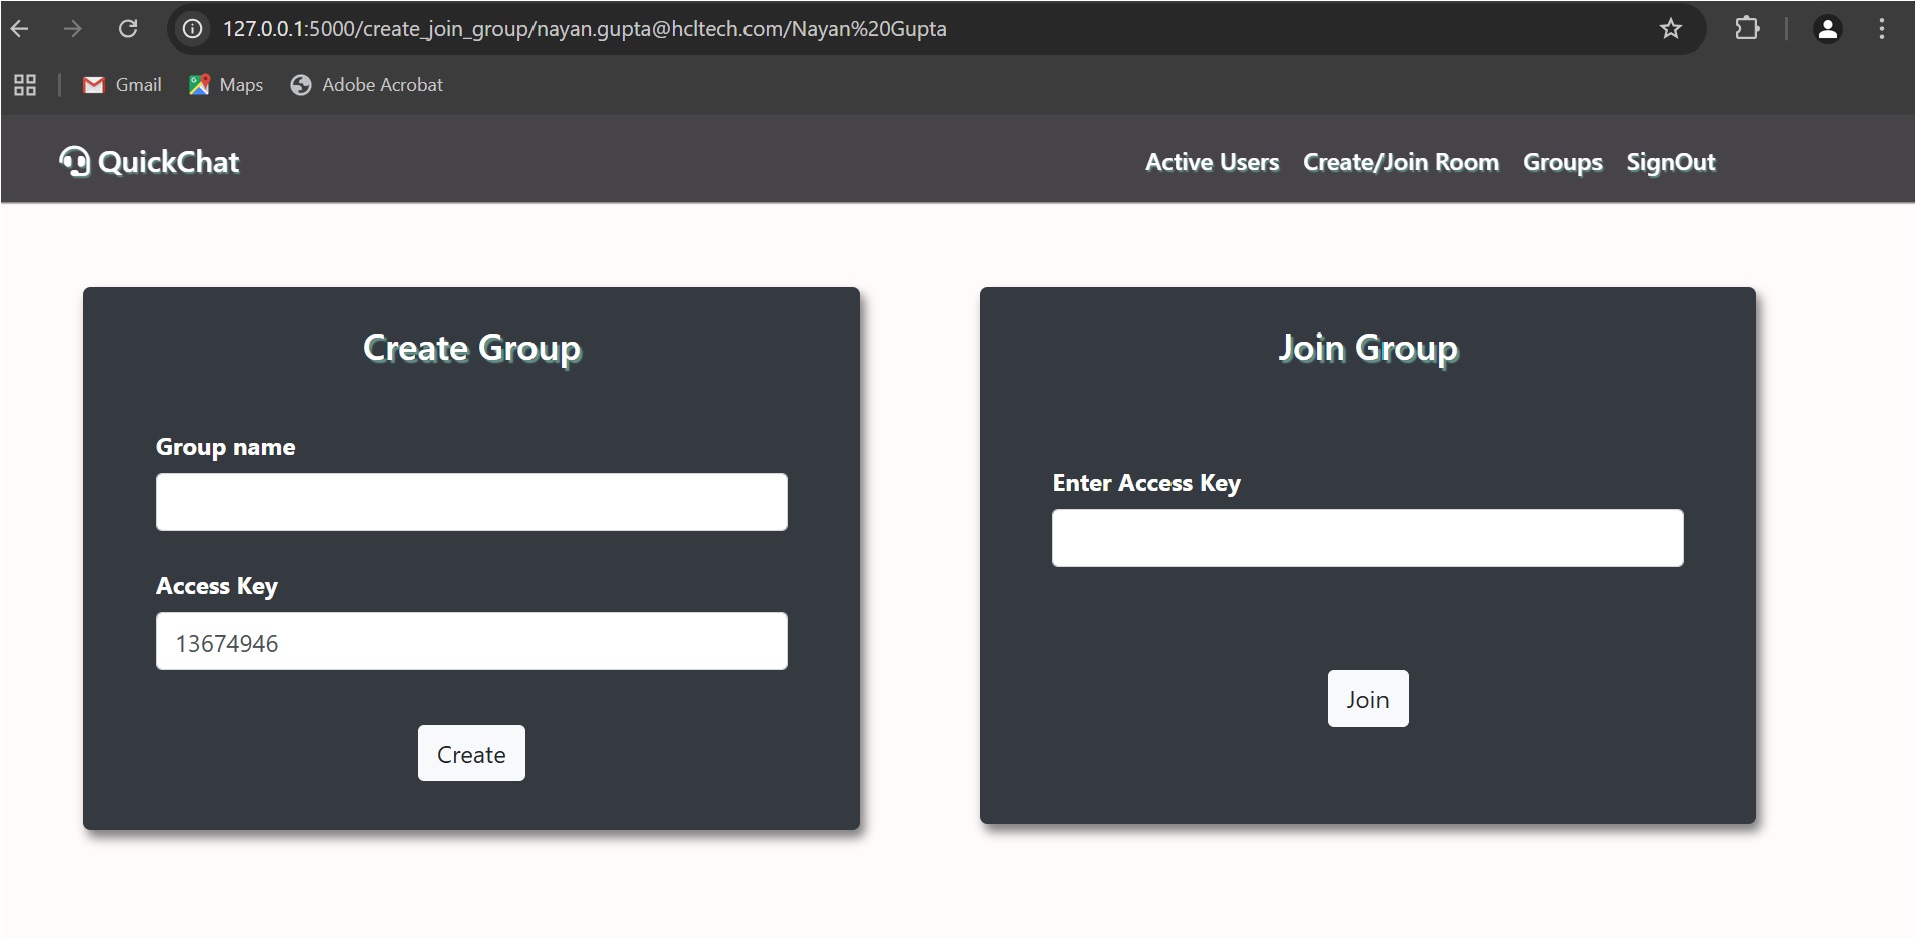 127.0.0.1:5000/create_join_group/nayan.gupta@hcltech.com/Nayan%20Gupta
Gmail Maps Adobe Acrobat
QuickChat Active Users Create/Join Room Groups SignOut
Create Group
Group name
Access Key
13674946
Create
Join Group
Enter Access Key
Join